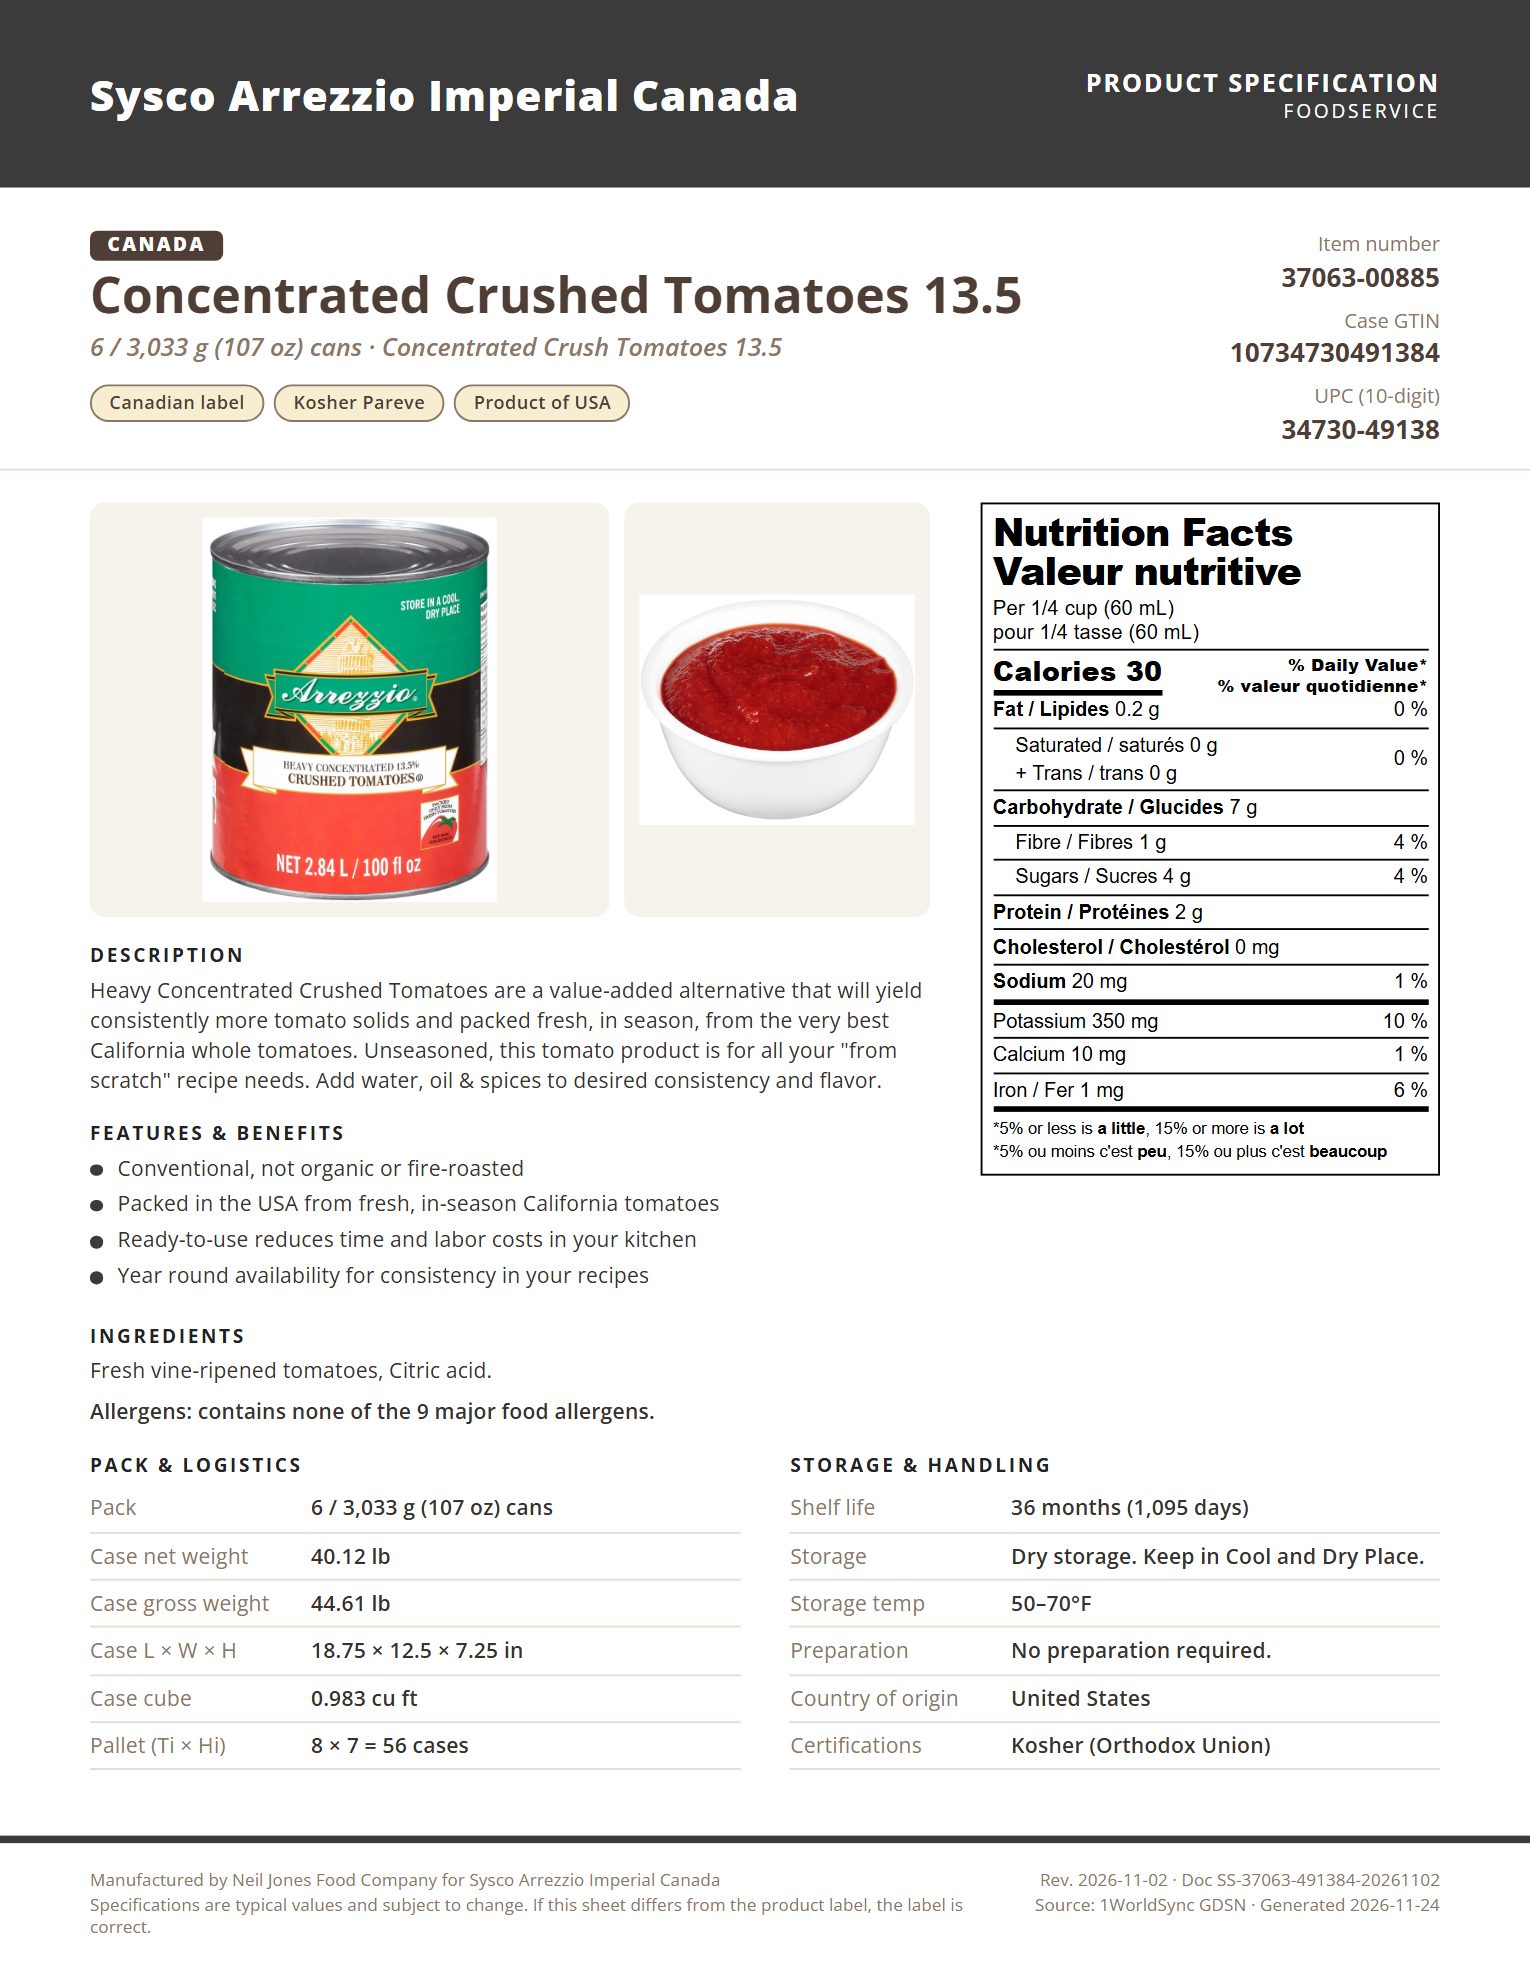 Sysco Arrezzio Imperial Canada
PRODUCT SPECIFICATION
FOODSERVICE
CANADA
Concentrated Crushed Tomatoes 13.5
6 / 3,033 g (107 oz) cans · Concentrated Crush Tomatoes 13.5
Canadian label
Kosher Pareve
Product of USA
Item number
37063-00885
Case GTIN
10734730491384
UPC (10-digit)
34730-49138
STORE IN A COOL,
DRY PLACE
Arrezzio
HEAVY CONCENTRATED 13.5%
CRUSHED TOMATOES
NET 2.84 L / 100 fl oz
Nutrition Facts
Valeur nutritive
Per 1/4 cup (60 mL)
pour 1/4 tasse (60 mL)
Calories 30
% Daily Value*
% valeur quotidienne*
Fat / Lipides 0.2 g 0 %
Saturated / saturés 0 g
+ Trans / trans 0 g
0 %
Carbohydrate / Glucides 7 g
Fibre / Fibres 1 g 4 %
Sugars / Sucres 4 g 4 %
Protein / Protéines 2 g
Cholesterol / Cholestérol 0 mg
Sodium 20 mg 1 %
Potassium 350 mg 10 %
Calcium 10 mg 1 %
Iron / Fer 1 mg 6 %
*5% or less is a little, 15% or more is a lot
*5% ou moins c'est peu, 15% ou plus c'est beaucoup
DESCRIPTION
Heavy Concentrated Crushed Tomatoes are a value-added alternative that will yield
consistently more tomato solids and packed fresh, in season, from the very best
California whole tomatoes. Unseasoned, this tomato product is for all your "from
scratch" recipe needs. Add water, oil & spices to desired consistency and flavor.
FEATURES & BENEFITS
● Conventional, not organic or fire-roasted
● Packed in the USA from fresh, in-season California tomatoes
● Ready-to-use reduces time and labor costs in your kitchen
● Year round availability for consistency in your recipes
INGREDIENTS
Fresh vine-ripened tomatoes, Citric acid.
Allergens: contains none of the 9 major food allergens.
PACK & LOGISTICS
Pack 6 / 3,033 g (107 oz) cans
Case net weight 40.12 lb
Case gross weight 44.61 lb
Case L × W × H 18.75 × 12.5 × 7.25 in
Case cube 0.983 cu ft
Pallet (Ti × Hi) 8 × 7 = 56 cases
STORAGE & HANDLING
Shelf life 36 months (1,095 days)
Storage Dry storage. Keep in Cool and Dry Place.
Storage temp 50–70°F
Preparation No preparation required.
Country of origin United States
Certifications Kosher (Orthodox Union)
Manufactured by Neil Jones Food Company for Sysco Arrezzio Imperial Canada
Specifications are typical values and subject to change. If this sheet differs from the product label, the label is
correct.
Rev. 2026-11-02 · Doc SS-37063-491384-20261102
Source: 1WorldSync GDSN · Generated 2026-11-24